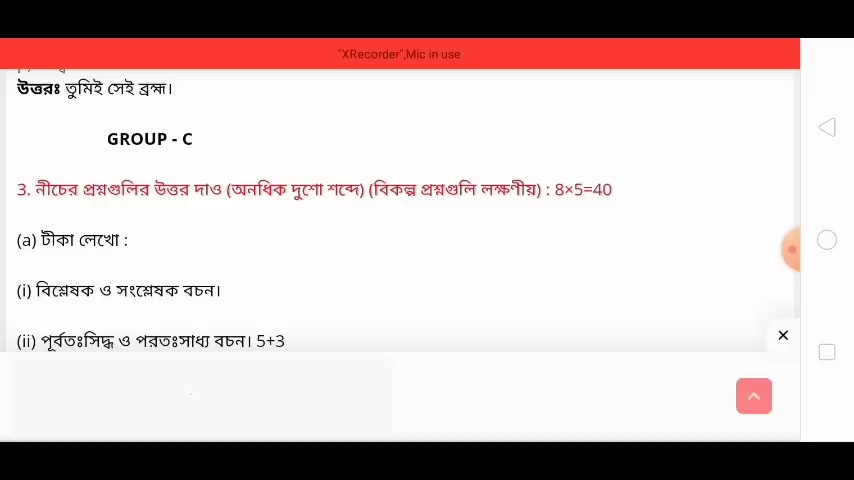 "XRecorder",Mic in use
উত্তরঃ তুমিই সেই ব্রহ্ম।
GROUP - C
3. নীচের প্রশ্নগুলির উত্তর দাও (অনধিক দুশো শব্দে) (বিকল্প প্রশ্নগুলি লক্ষণীয়) : 8×5=40
(a) টীকা লেখো :
(i) বিশ্লেষক ও সংশ্লেষক বচন।
(ii) পূর্বতঃসিদ্ধ ও পরতঃসাধ্য বচন। 5+3